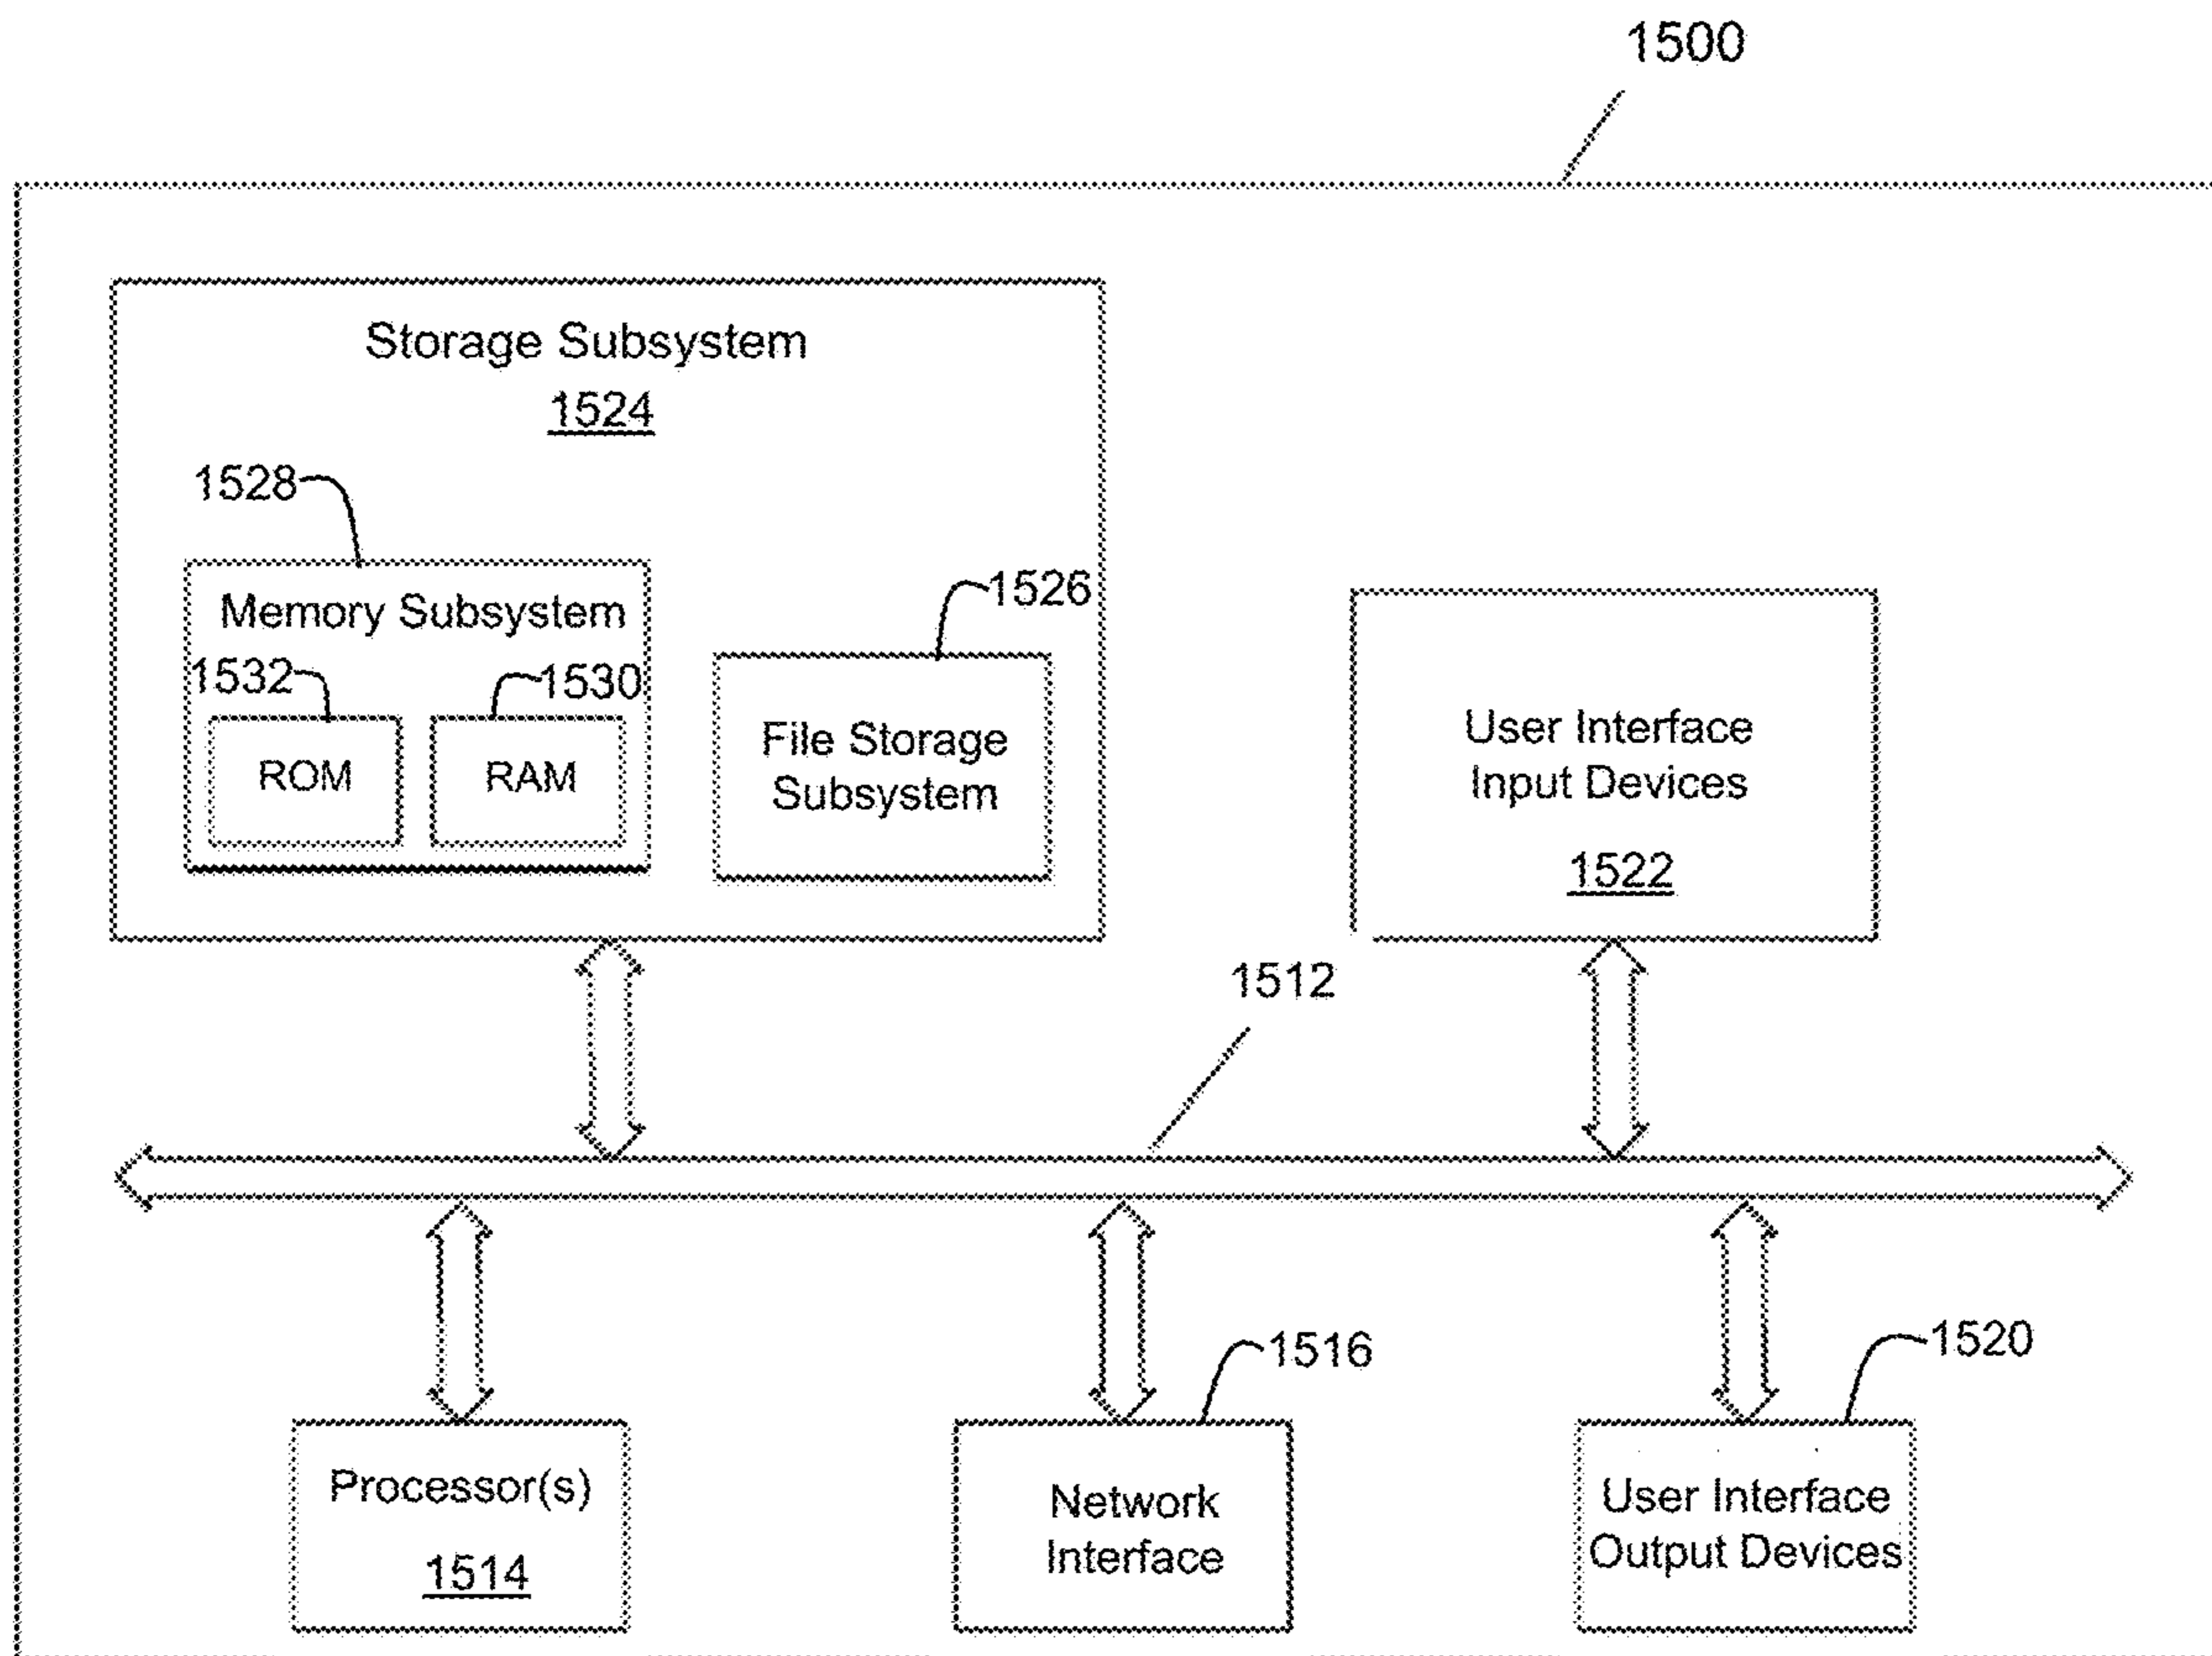 1500
Storage Subsystem
1524
1528
Memory Subsystem
1526
1532
1530
ROM
RAM
File Storage
Subsystem
User Interface
Input Devices
1522
1512
1516
1520
Processor(s)
1514
Network
Interface
User Interface
Output Devices